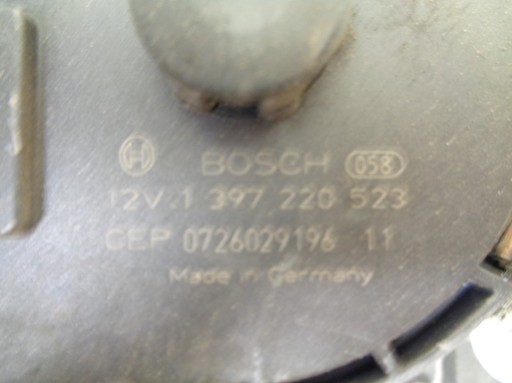 BOSCH 058
12V 1 397 220 523
CEP 0726029196 11
Made in Germany